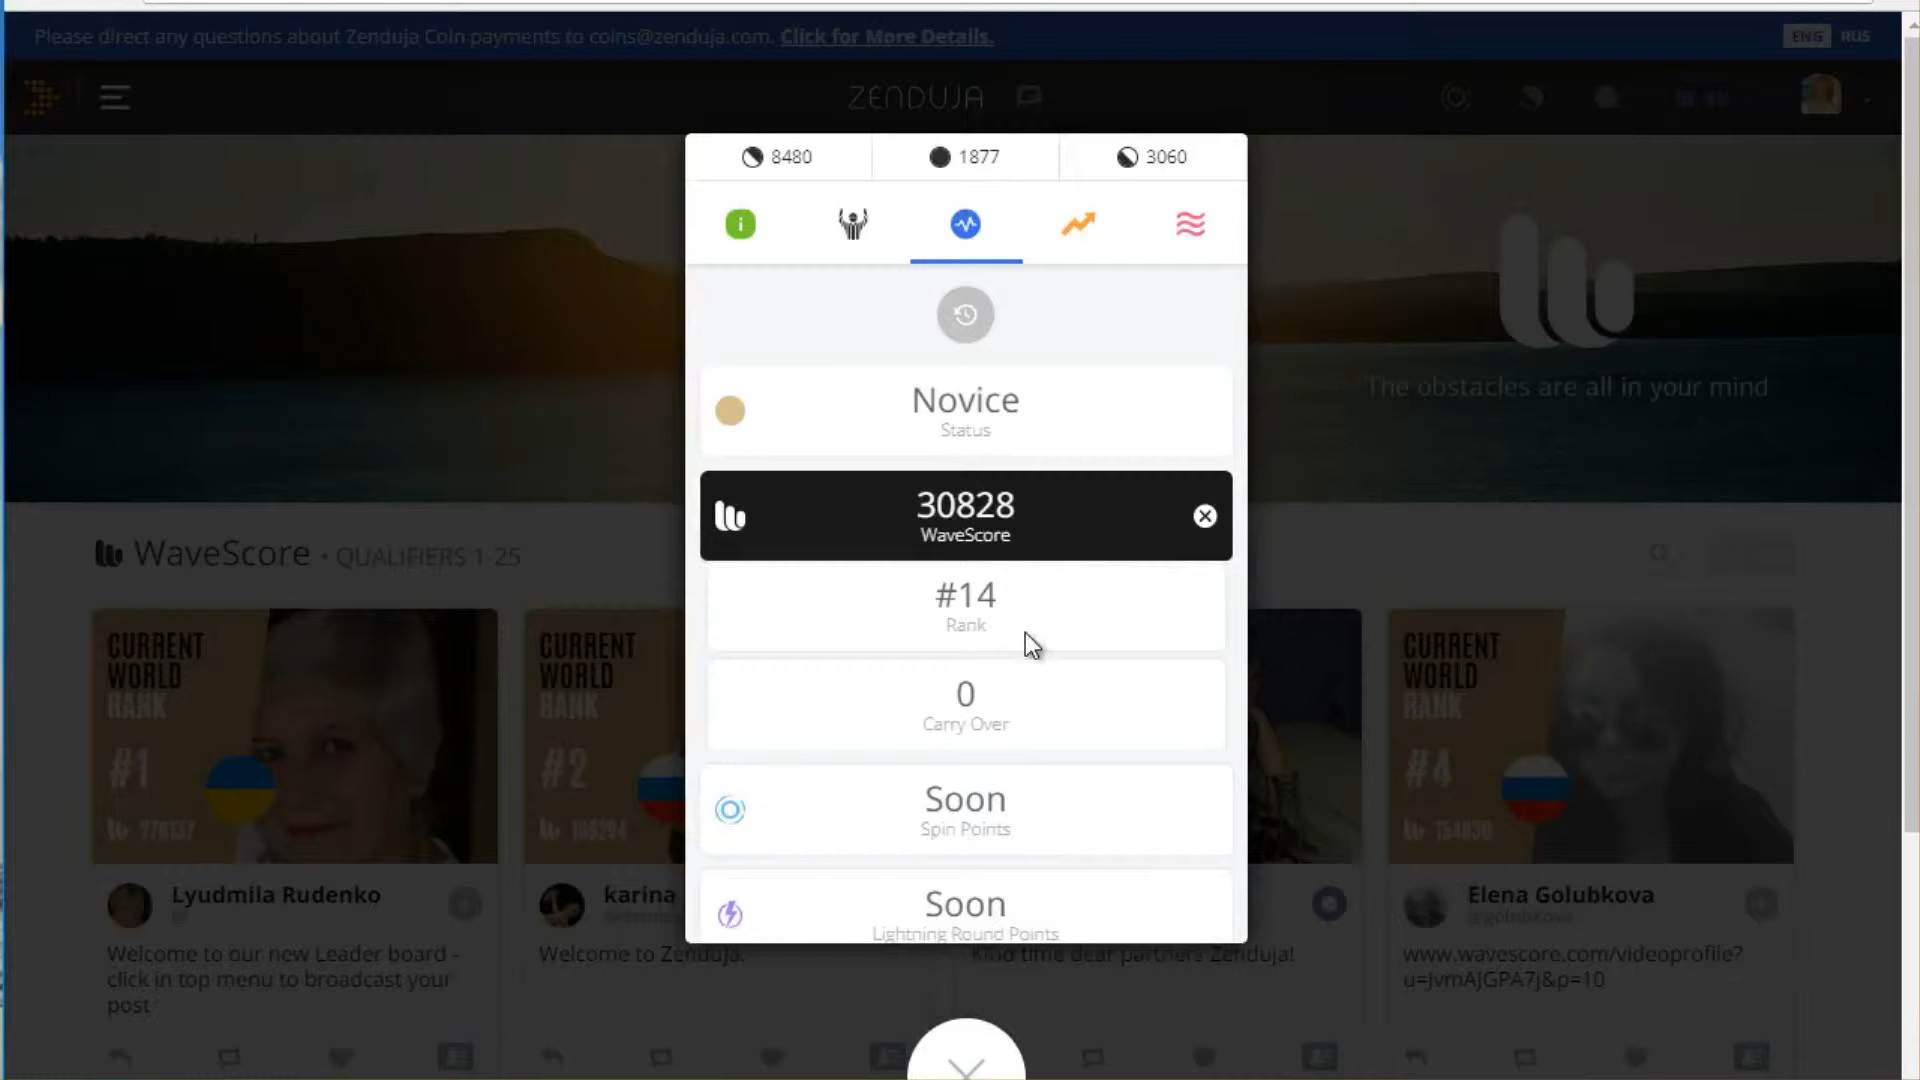 Please direct any questions about Zenduja Coin payments to coins@zenduja.com. Click for More Details.
ENG RUS
ZENDUJA
8480 1877 3060
The obstacles are all in your mind
Novice
Status
30828
WaveScore
#14
Rank
0
Carry Over
Soon
Spin Points
Soon
Lightning Round Points
WaveScore • QUALIFIERS 1-25
CURRENT
WORLD
RANK
#1
Lyudmila Rudenko
Welcome to our new Leader board -
click in top menu to broadcast your
post
CURRENT
WORLD
RANK
#2
karina
Welcome to Zenduja.
Kind time dear partners Zenduja!
CURRENT
WORLD
RANK
#4
Elena Golubkova
@golubkova
www.wavescore.com/videoprofile?
u=JvmAJGPA7j&p=10